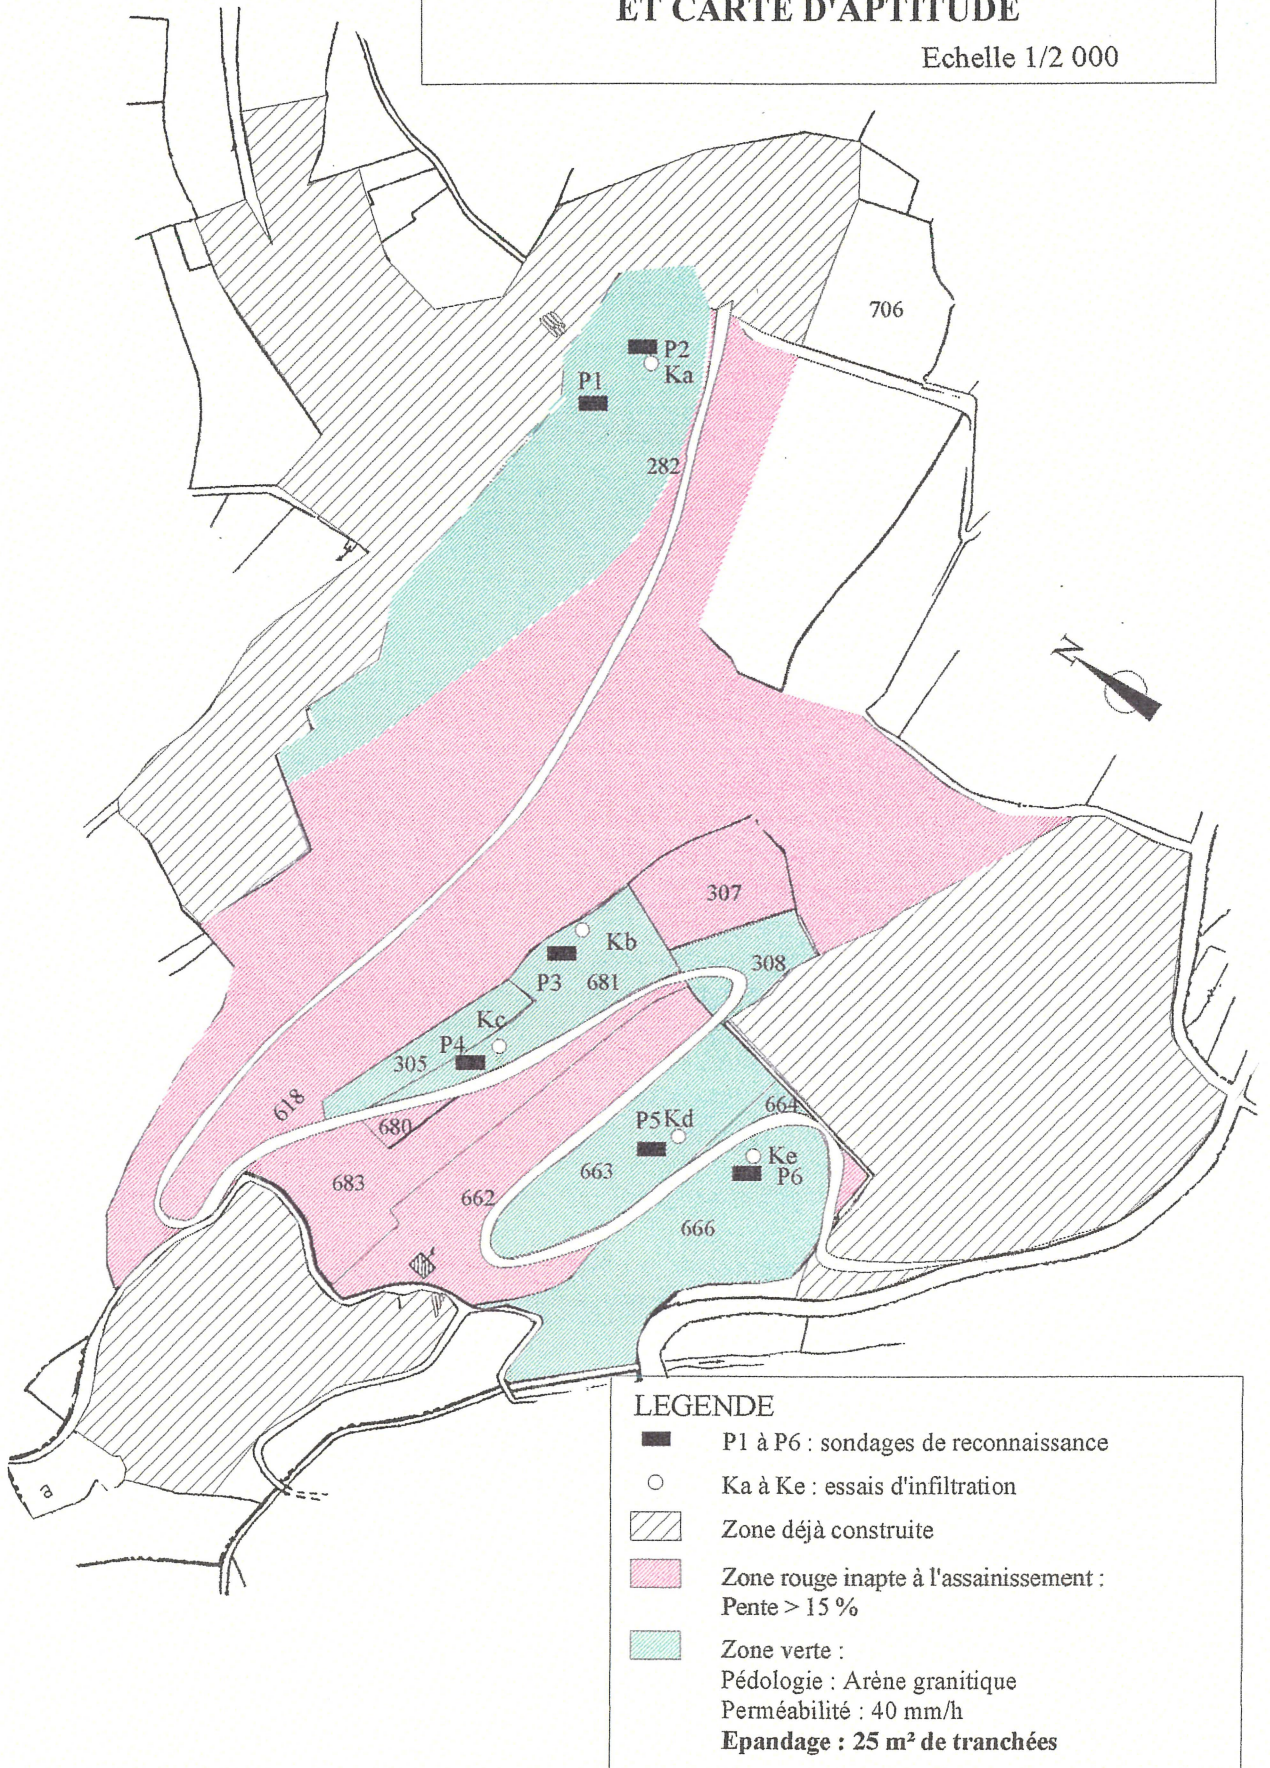 ET CARTE D'APTITUDE
Echelle 1/2 000
706
P2
Ka
P1
282
N
307
Kb
308
P3
681
Kc
P4
305
618
680
664
P5
Kd
Ke
663
P6
683
662
666
a
LEGENDE
P1 à P6 : sondages de reconnaissance
Ka à Ke : essais d'infiltration
Zone déjà construite
Zone rouge inapte à l'assainissement :
Pente > 15 %
Zone verte :
Pédologie : Arène granitique
Perméabilité : 40 mm/h
Epandage : 25 m² de tranchées